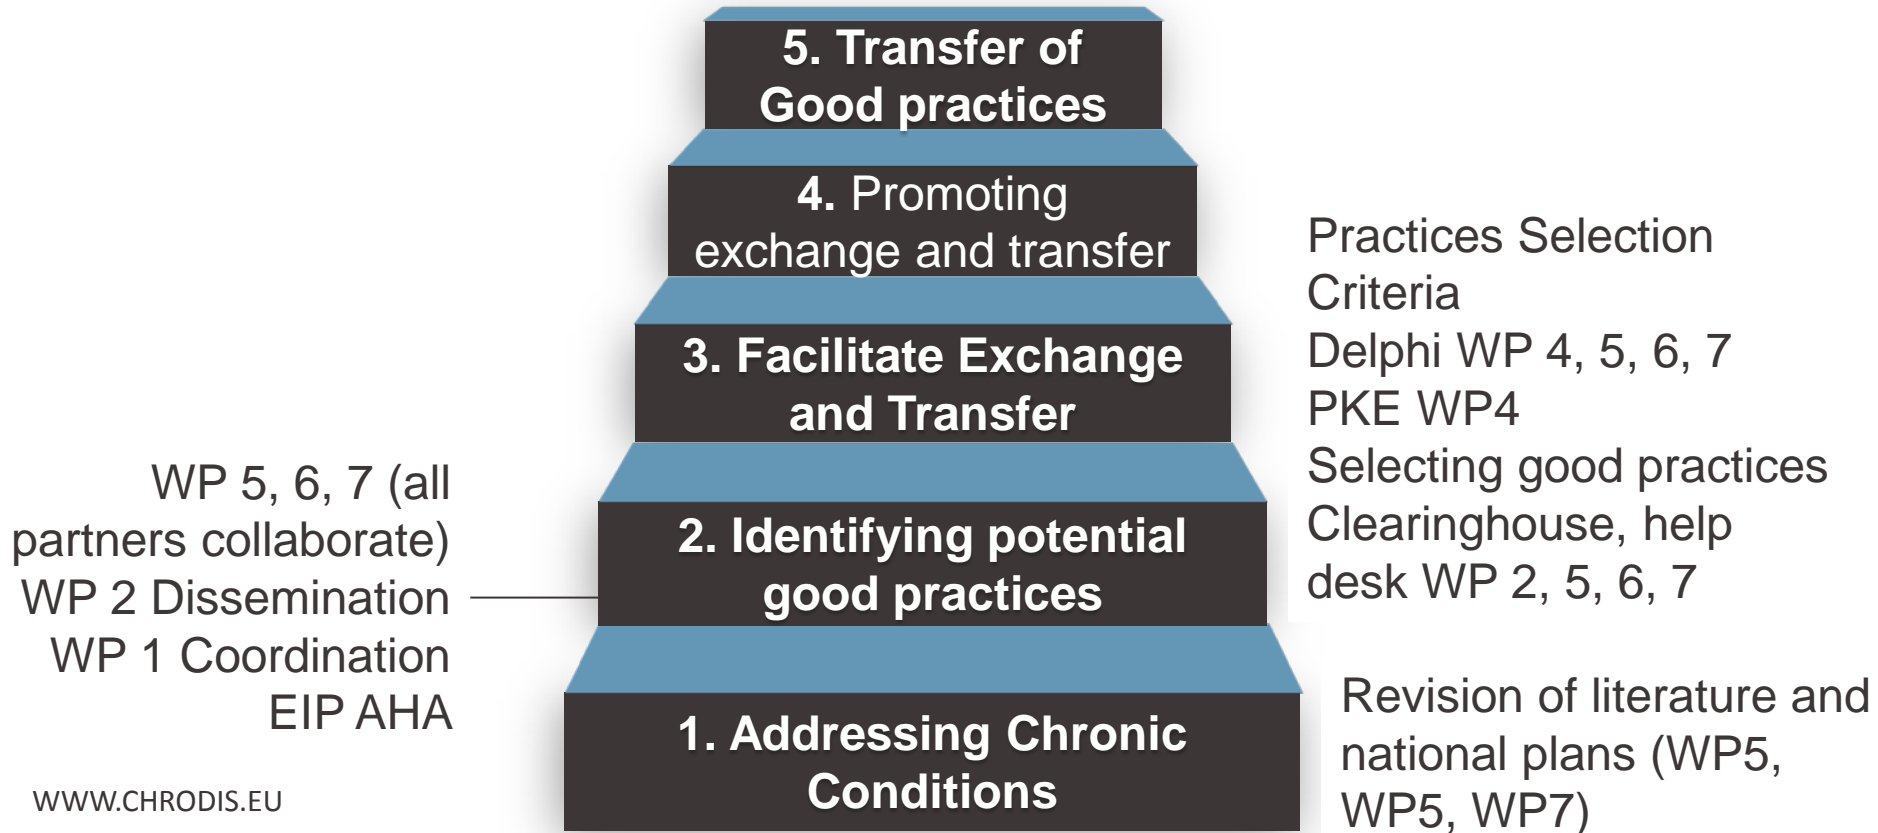 5. Transfer of
Good practices
4. Promoting
exchange and transfer
3. Facilitate Exchange
and Transfer
2. Identifying potential
good practices
1. Addressing Chronic
Conditions
WP 5, 6, 7 (all
partners collaborate)
WP 2 Dissemination
WP 1 Coordination
EIP AHA
Practices Selection
Criteria
Delphi WP 4, 5, 6, 7
PKE WP4
Selecting good practices
Clearinghouse, help
desk WP 2, 5, 6, 7
Revision of literature and
national plans (WP5,
WP5, WP7)
WWW.CHRODIS.EU